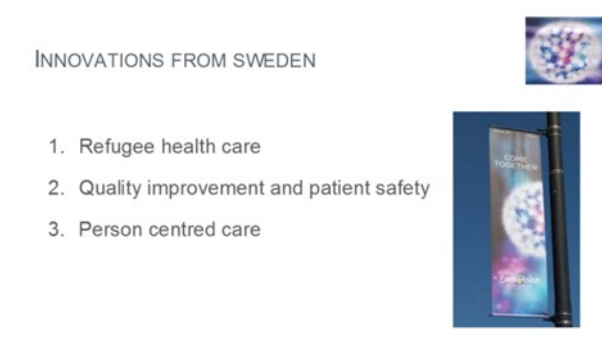 INNOVATIONS FROM SWEDEN
1. Refugee health care
2. Quality improvement and patient safety
3. Person centred care
COME
TOGETHER